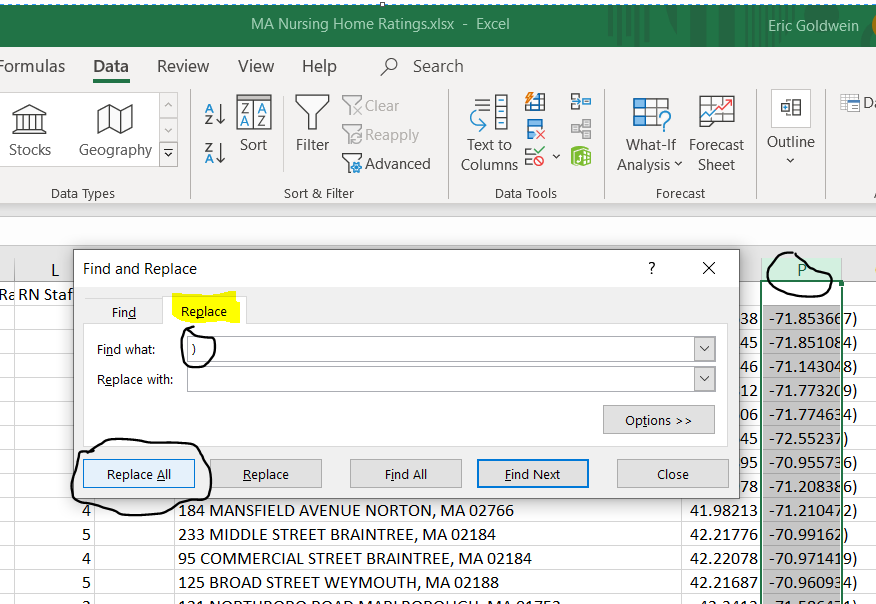 MA Nursing Home Ratings.xlsx - Excel
Eric Goldwein
Formulas Data Review View Help Search
Stocks Geography
Sort
Filter
Clear
Reapply
Advanced
Text to
Columns
What-If
Analysis
Forecast
Sheet
Outline
Data Types
Sort & Filter
Data Tools
Forecast
L
P
RN Staf
Find and Replace
?
Find
Replace
Find what: )
Replace with:
Options >>
Replace All Replace Find All Find Next Close
38 -71.853667)
45 -71.851084)
46 -71.143048)
12 -71.773209)
06 -71.774634)
45 -72.55237)
95 -70.955736)
78 -71.208386)
4 184 MANSFIELD AVENUE NORTON, MA 02766 41.98213 -71.210472)
5 233 MIDDLE STREET BRAINTREE, MA 02184 42.21776 -70.99162)
4 95 COMMERCIAL STREET BRAINTREE, MA 02184 42.22078 -70.971419)
5 125 BROAD STREET WEYMOUTH, MA 02188 42.21687 -70.960934)